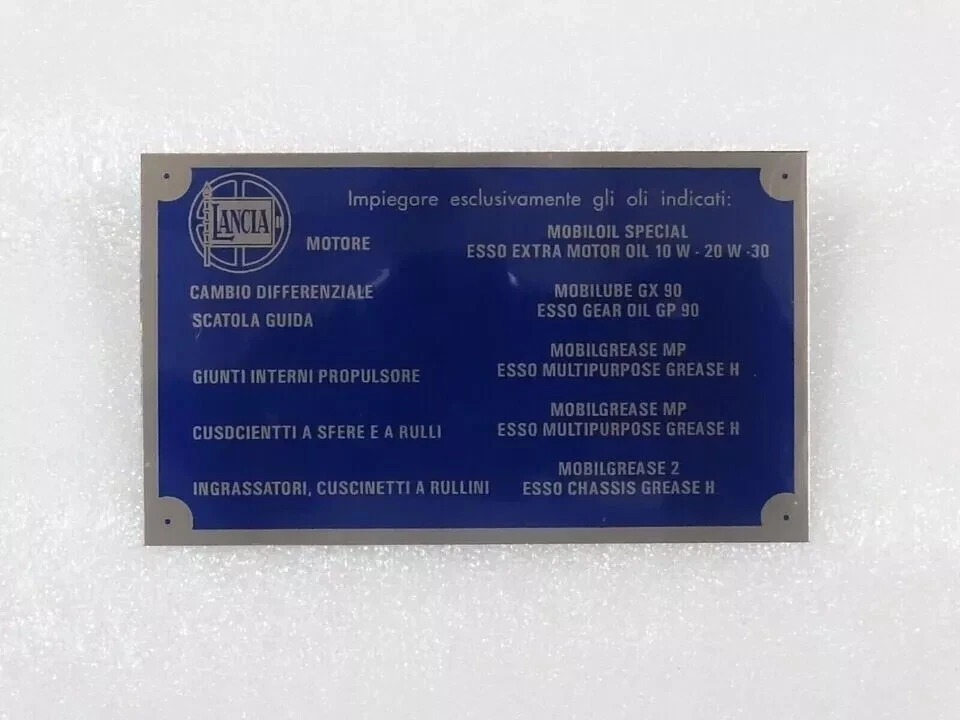 LANCIA
Impiegare esclusivamente gli oli indicati:
MOTORE
MOBILOIL SPECIAL
ESSO EXTRA MOTOR OIL 10 W - 20 W -30
CAMBIO DIFFERENZIALE
SCATOLA GUIDA
MOBILUBE GX 90
ESSO GEAR OIL GP 90
GIUNTI INTERNI PROPULSORE
MOBILGREASE MP
ESSO MULTIPURPOSE GREASE H
CUSDCIENTTI A SFERE E A RULLI
MOBILGREASE MP
ESSO MULTIPURPOSE GREASE H
INGRASSATORI, CUSCINETTI A RULLINI
MOBILGREASE 2
ESSO CHASSIS GREASE H